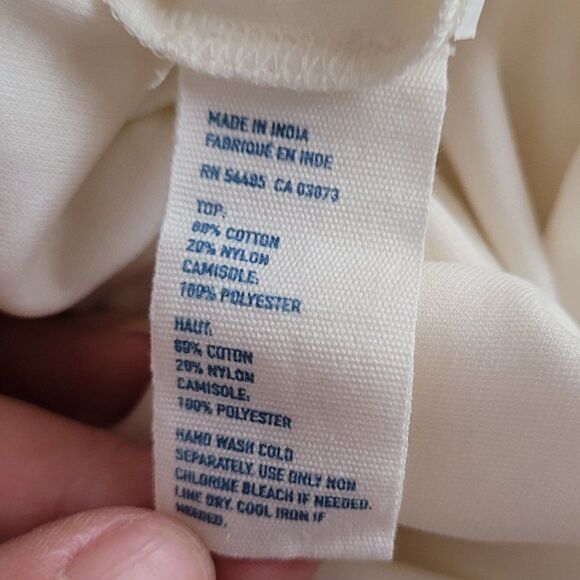 MADE IN INDIA
FABRIQUÉ EN INDE
RN 54485 CA 03073
TOP:
80% COTTON
20% NYLON
CAMISOLE:
100% POLYESTER
HAUT:
80% COTON
20% NYLON
CAMISOLE:
100% POLYESTER
HAND WASH COLD
SEPARATELY. USE ONLY NON
CHLORINE BLEACH IF NEEDED.
LINE DRY. COOL IRON IF
NEEDED.